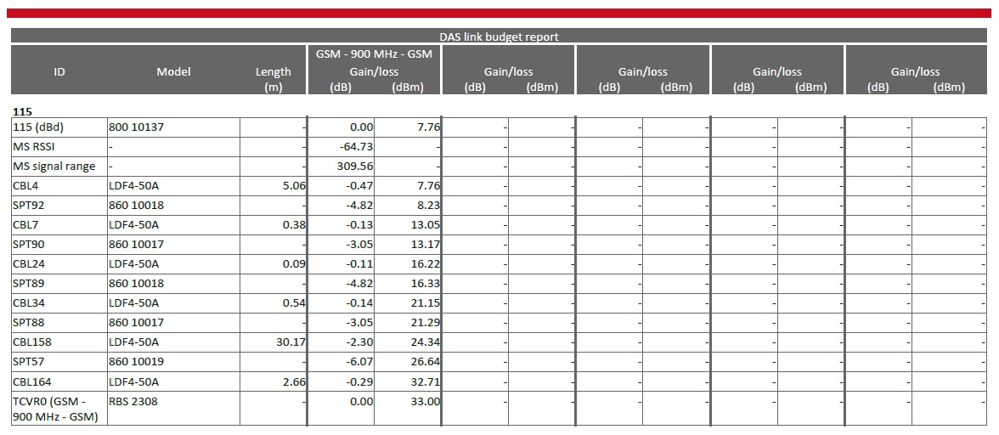 DAS link budget report
GSM - 900 MHz - GSM
ID Model Length Gain/loss Gain/loss Gain/loss Gain/loss Gain/loss
(m) (dB) (dBm) (dB) (dBm) (dB) (dBm) (dB) (dBm) (dB) (dBm)
115
115 (dBd) 800 10137 - 0.00 7.76 - - - - - - - -
MS RSSI - - -64.73 - - - - - - - - -
MS signal range - - 309.56 - - - - - - - - -
CBL4 LDF4-50A 5.06 -0.47 7.76 - - - - - - - -
SPT92 860 10018 - -4.82 8.23 - - - - - - - -
CBL7 LDF4-50A 0.38 -0.13 13.05 - - - - - - - -
SPT90 860 10017 - -3.05 13.17 - - - - - - - -
CBL24 LDF4-50A 0.09 -0.11 16.22 - - - - - - - -
SPT89 860 10018 - -4.82 16.33 - - - - - - - -
CBL34 LDF4-50A 0.54 -0.14 21.15 - - - - - - - -
SPT88 860 10017 - -3.05 21.29 - - - - - - - -
CBL158 LDF4-50A 30.17 -2.30 24.34 - - - - - - - -
SPT57 860 10019 - -6.07 26.64 - - - - - - - -
CBL164 LDF4-50A 2.66 -0.29 32.71 - - - - - - - -
TCVR0 (GSM - RBS 2308 - 0.00 33.00 - - - - - - - -
900 MHz - GSM)